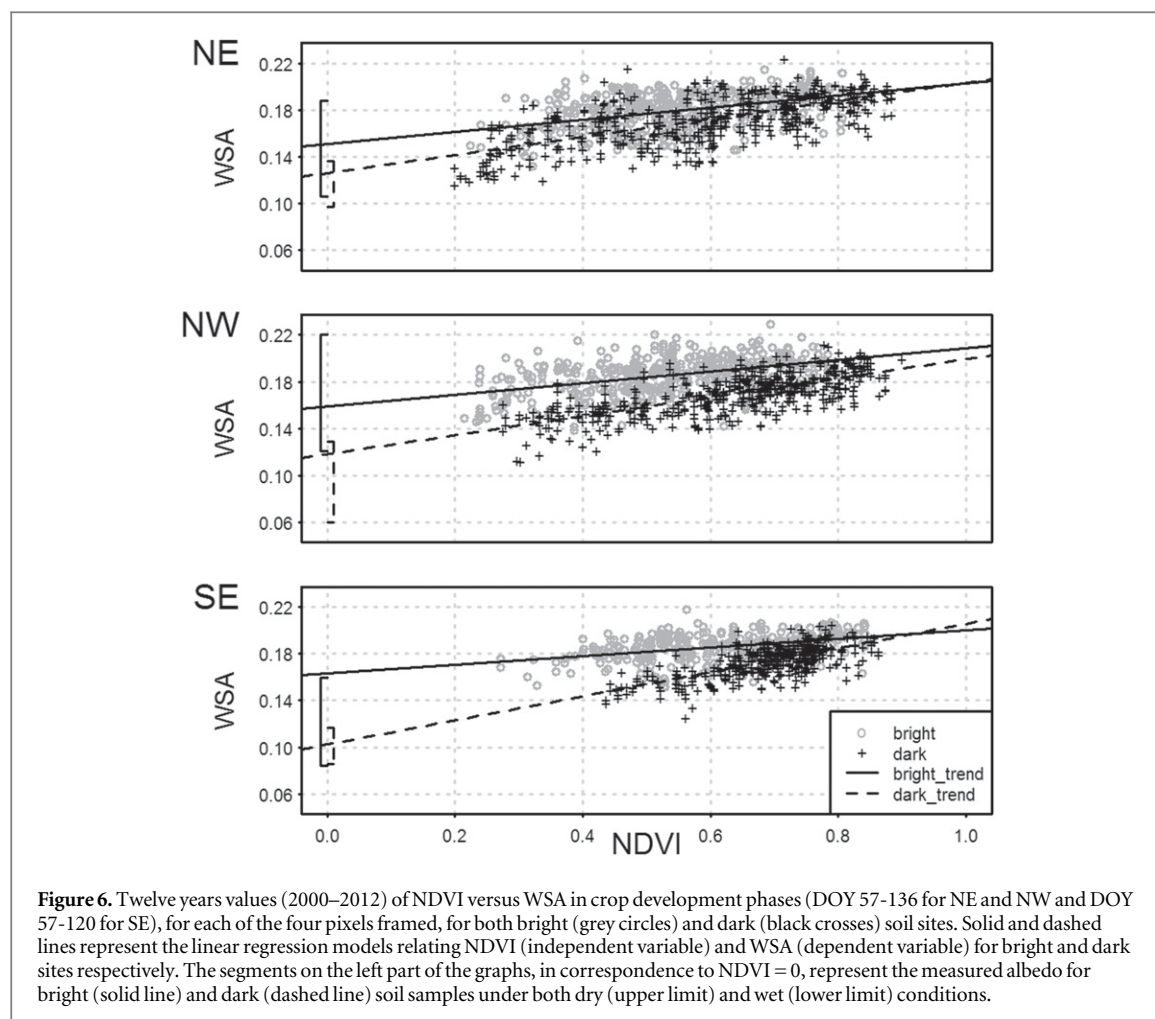 NE
0.22
0.18
0.14
0.10
0.06
WSA
NW
0.22
0.18
0.14
0.10
0.06
WSA
SE
0.22
0.18
0.14
0.10
0.06
WSA
bright
dark
bright_trend
dark_trend
0.0 0.2 0.4 0.6 0.8 1.0
NDVI
Figure 6. Twelve years values (2000–2012) of NDVI versus WSA in crop development phases (DOY 57-136 for NE and NW and DOY
57-120 for SE), for each of the four pixels framed, for both bright (grey circles) and dark (black crosses) soil sites. Solid and dashed
lines represent the linear regression models relating NDVI (independent variable) and WSA (dependent variable) for bright and dark
sites respectively. The segments on the left part of the graphs, in correspondence to NDVI = 0, represent the measured albedo for
bright (solid line) and dark (dashed line) soil samples under both dry (upper limit) and wet (lower limit) conditions.